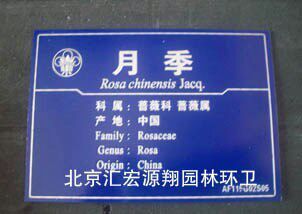 月季
Rosa chinensis Jacq.
科 属：蔷薇科 蔷薇属
产 地：中国
Family：Rosaceae
Genus：Rosa
Origin：China
北京汇宏源翔园林环卫